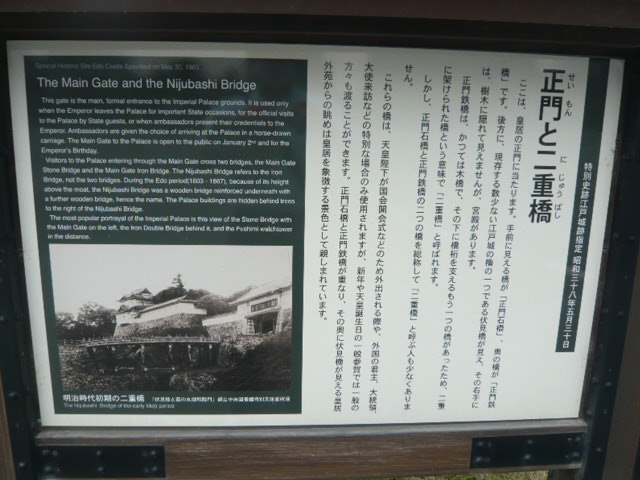 Special Historic Site Edo Castle Specified on May 30, 1963
The Main Gate and the Nijubashi Bridge
This gate is the main, formal entrance to the Imperial Palace grounds. It is used only
when the Emperor leaves the Palace for important State occasions, for the official visits
to the Palace by State guests, or when ambassadors present their credentials to the
Emperor. Ambassadors are given the choice of arriving at the Palace in a horse-drawn
carriage. The Main Gate to the Palace is open to the public on January 2nd and for the
Emperor's Birthday.
Visitors to the Palace entering through the Main Gate cross two bridges, the Main Gate
Stone Bridge and the Main Gate Iron Bridge. The Nijubashi Bridge refers to the Iron
Bridge, not the two bridges. During the Edo period(1603 - 1867), because of its height
above the moat, the Nijubashi Bridge was a wooden bridge reinforced underneath with
a further wooden bridge, hence the name. The Palace buildings are hidden behind trees
to the right of the Nijubashi Bridge.
The most popular portrayal of the Imperial Palace is this view of the Stone Bridge with
the Main Gate on the left, the Iron Double Bridge behind it, and the Fushimi watchtower
in the distance.
明治時代初期の二重橋
The Nijubashi Bridge of the early Meiji period
特別史跡江戸城跡指定 昭和三十八年五月三十日
せい もん に じゅう ばし
正門と二重橋
ここは、皇居の正門に当たります。手前に見える橋が「正門石橋」、奥の橋が「正門鉄
橋」です。後方に、現存する数少ない江戸城の櫓の一つである伏見櫓が見え、その右手に
は、樹木に隠れて見えませんが、宮殿があります。
正門鉄橋は、かつては木橋で、その下に橋桁を支えるもう一つの橋があったため、二重
に架けられた橋という意味で「二重橋」と呼ばれます。
しかし、正門石橋と正門鉄橋の二つの橋を総称して「二重橋」と呼ぶ人も少なくありま
せん。
これらの橋は、天皇陛下が国会開会式などのため外出される際や、外国の君主、大統領、
大使来訪などの特別な場合のみ使用されますが、新年や天皇誕生日の一般参賀では一般の
方々も渡ることができます。正門石橋と正門鉄橋が重なり、その奥に伏見櫓が見える皇居
外苑からの眺めは皇居を象徴する景色として親しまれています。